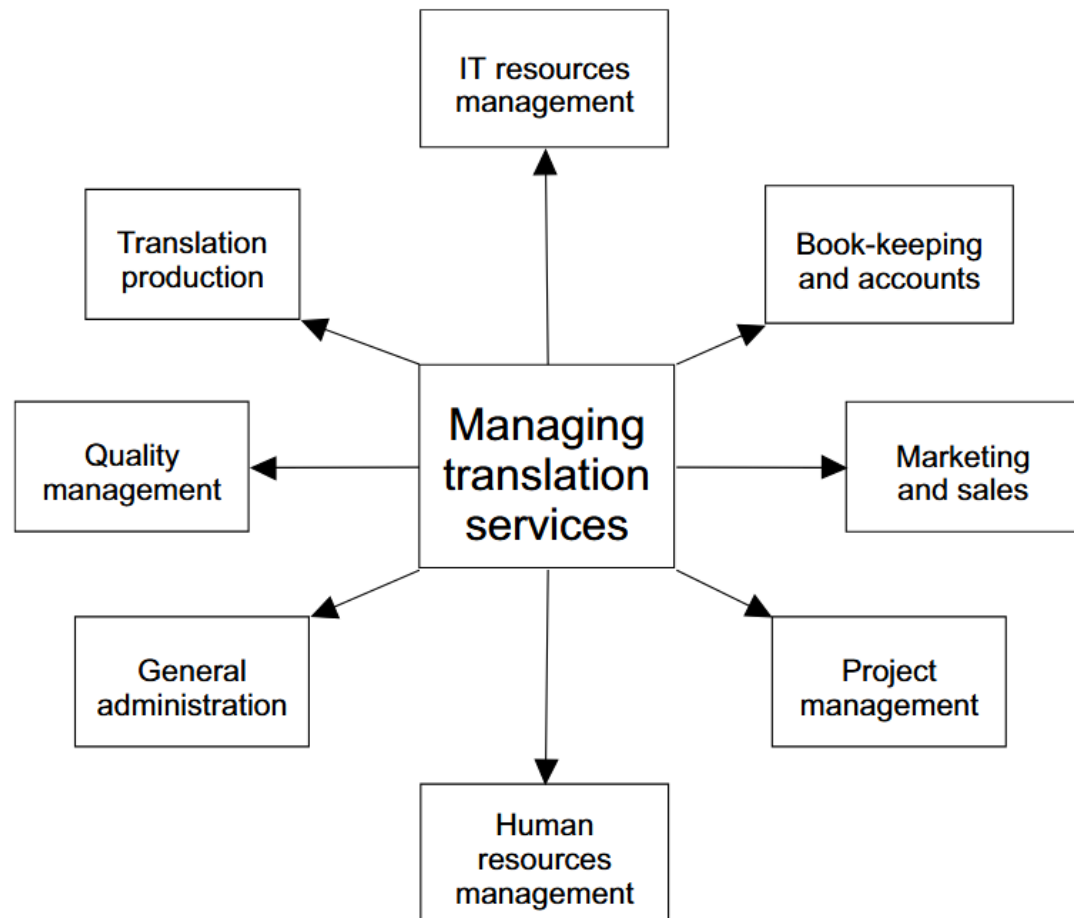 IT resources
management
Translation
production
Book-keeping
and accounts
Managing
translation
services
Quality
management
Marketing
and sales
General
administration
Project
management
Human
resources
management